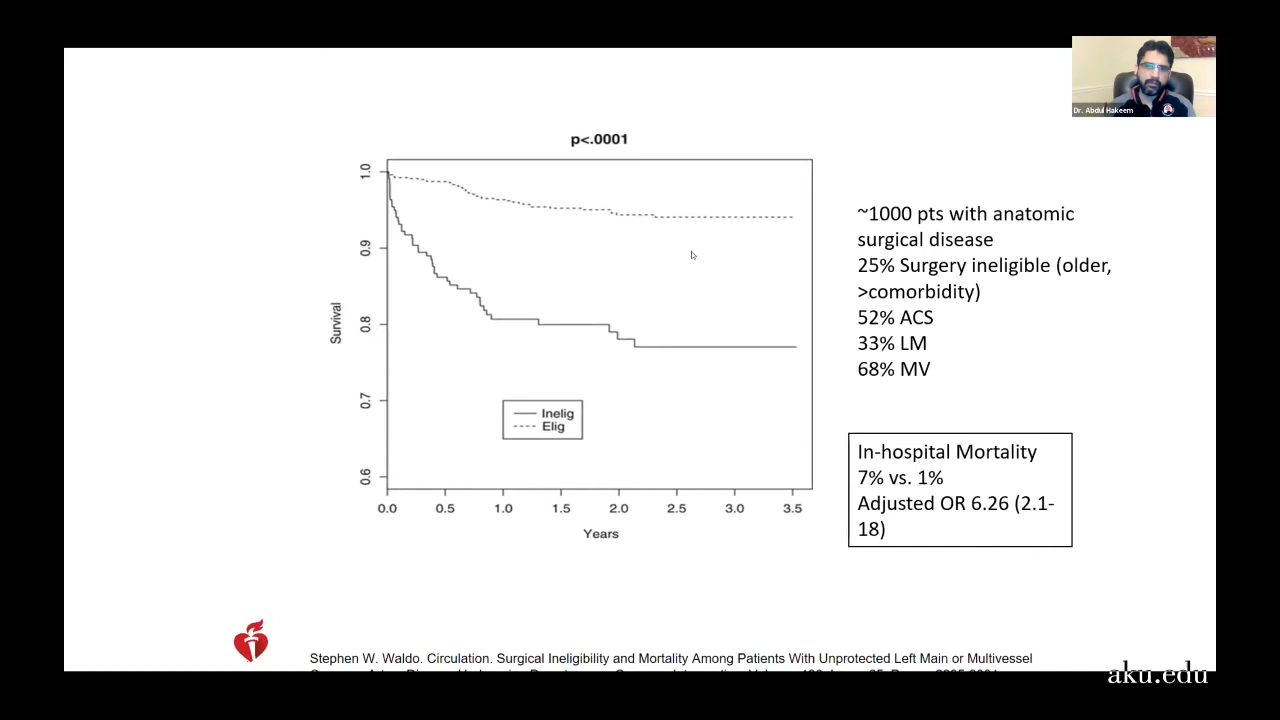 Dr. Abdul Hakeem
p<.0001
1.0
0.9
0.8
0.7
0.6
Survival
Inelig
Elig
0.0 0.5 1.0 1.5 2.0 2.5 3.0 3.5
Years
~1000 pts with anatomic
surgical disease
25% Surgery ineligible (older,
>comorbidity)
52% ACS
33% LM
68% MV
In-hospital Mortality
7% vs. 1%
Adjusted OR 6.26 (2.1-
18)
Stephen W. Waldo. Circulation. Surgical Ineligibility and Mortality Among Patients With Unprotected Left Main or Multivessel
aku.edu